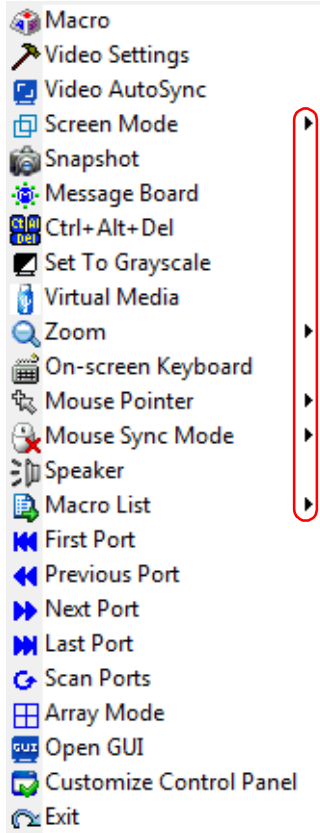 Macro
Video Settings
Video AutoSync
Screen Mode
Snapshot
Message Board
Ctrl+Alt+Del
Set To Grayscale
Virtual Media
Zoom
On-screen Keyboard
Mouse Pointer
Mouse Sync Mode
Speaker
Macro List
First Port
Previous Port
Next Port
Last Port
Scan Ports
Array Mode
GUI Open GUI
Customize Control Panel
Exit